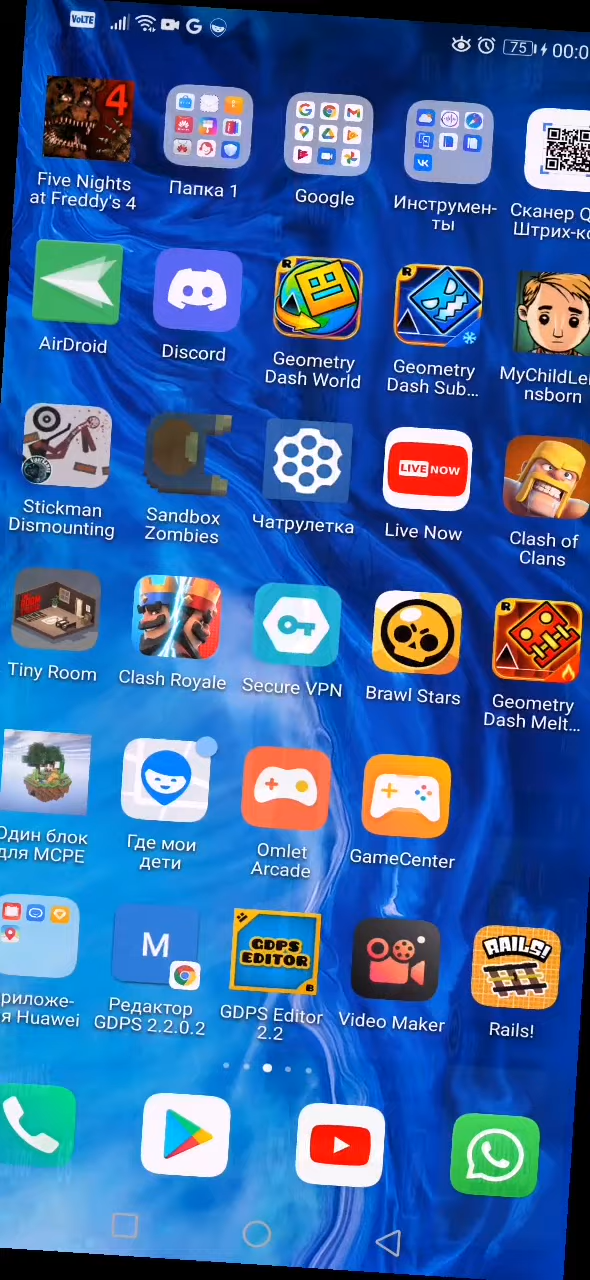 VoLTE
G
75
00:0
4
Five Nights
at Freddy's 4
Папка 1
Google
Инструмен-
ты
Сканер Q
Штрих-к
AirDroid
Discord
R
Geometry
Dash World
R
Geometry
Dash Sub...
MyChildLe
nsborn
Stickman
Dismounting
Sandbox
Zombies
Чатрулетка
LIVE NOW
Live Now
Clash of
Clans
Tiny Room
Clash Royale
Secure VPN
Brawl Stars
R
Geometry
Dash Melt...
Один блок
для MCPE
Где мои
дети
Omlet
Arcade
GameCenter
риложе-
я Huawei
M
Редактор
GDPS 2.2.0.2
GDPS
EDITOR
B
GDPS Editor
2.2
Video Maker
RAILS!
Rails!